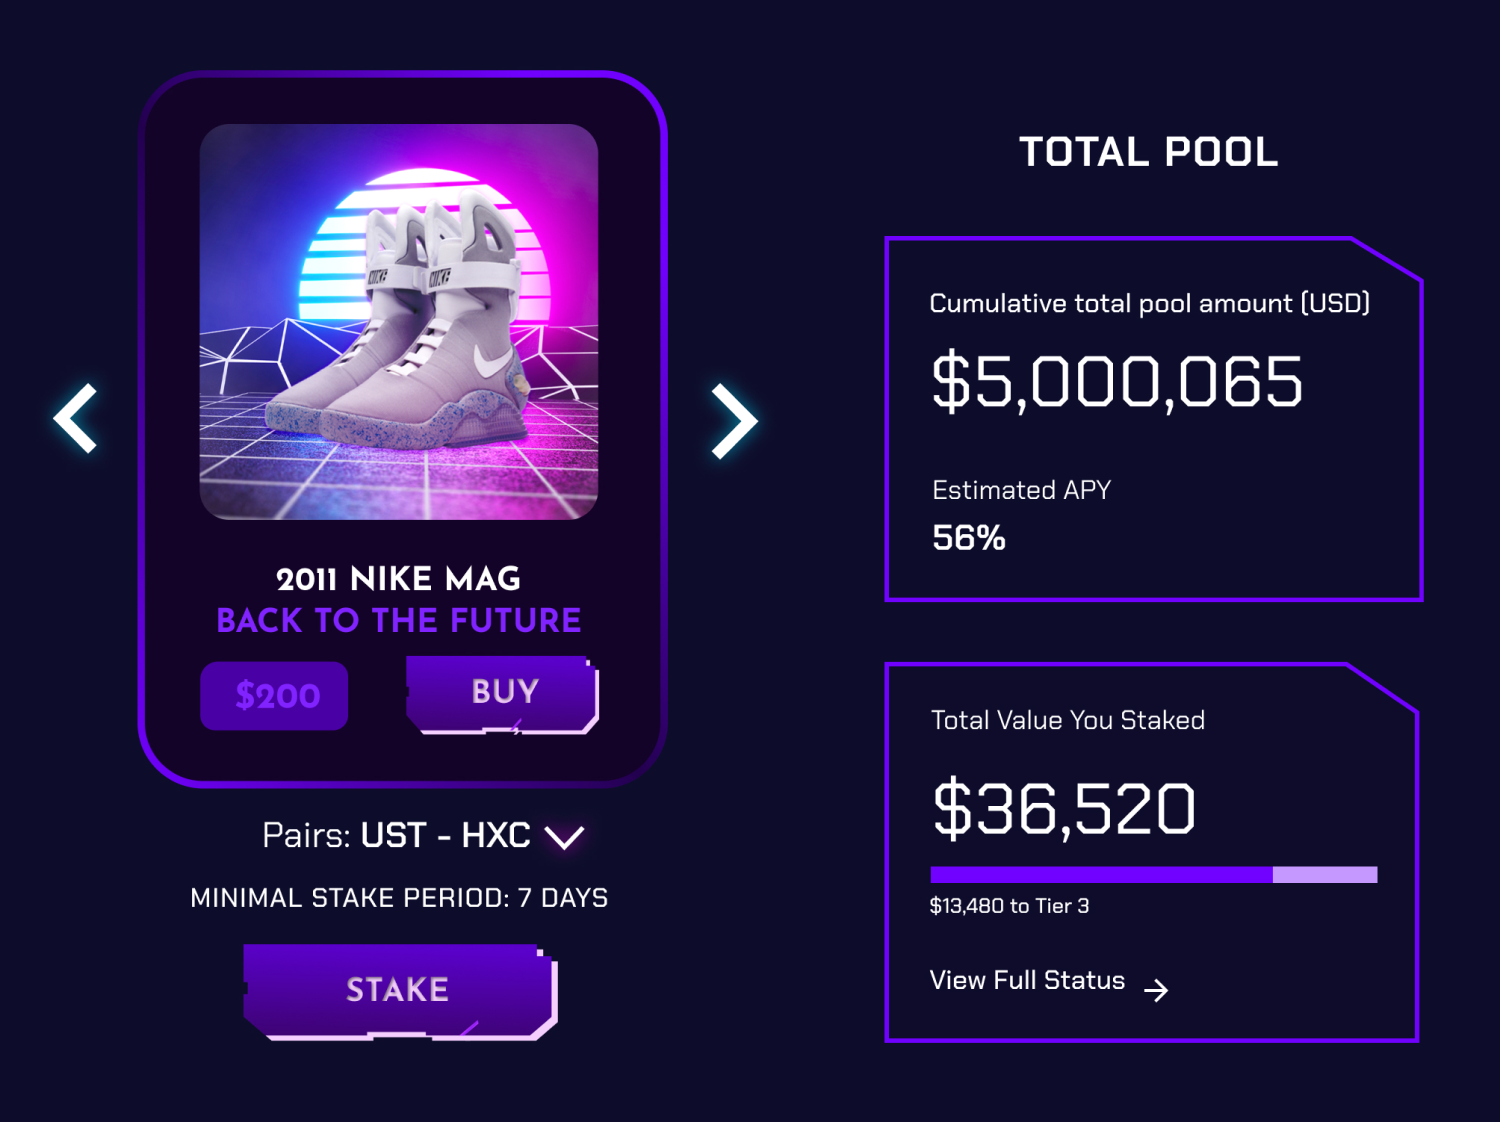 NIKE
NIKE
2011 NIKE MAG
BACK TO THE FUTURE
$200
BUY
Pairs: UST - HXC
MINIMAL STAKE PERIOD: 7 DAYS
STAKE
TOTAL POOL
Cumulative total pool amount (USD)
$5,000,065
Estimated APY
56%
Total Value You Staked
$36,520
$13,480 to Tier 3
View Full Status